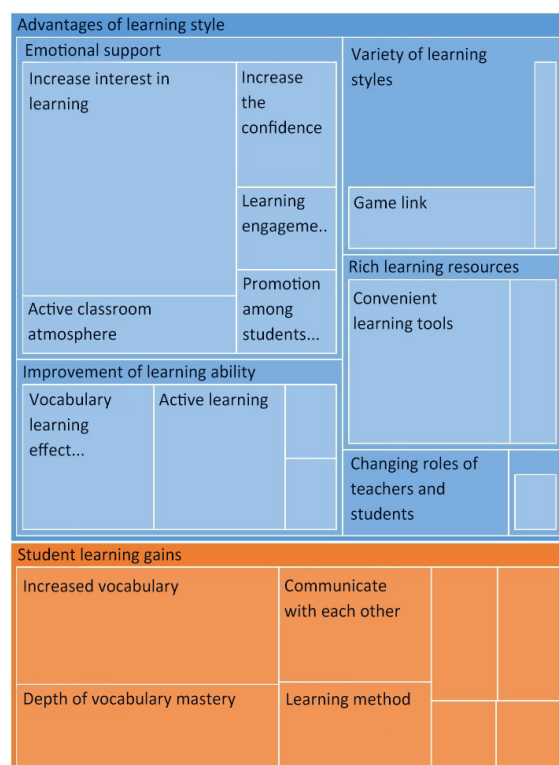 Advantages of learning style
Emotional support
Increase interest in
learning
Increase
the
confidence
Learning
engageme..
Active classroom
atmosphere
Promotion
among
students...
Variety of learning
styles
Game link
Rich learning resources
Convenient
learning tools
Improvement of learning ability
Vocabulary
learning
effect...
Active learning
Changing roles of
teachers and
students
Student learning gains
Increased vocabulary
Communicate
with each other
Depth of vocabulary mastery
Learning method